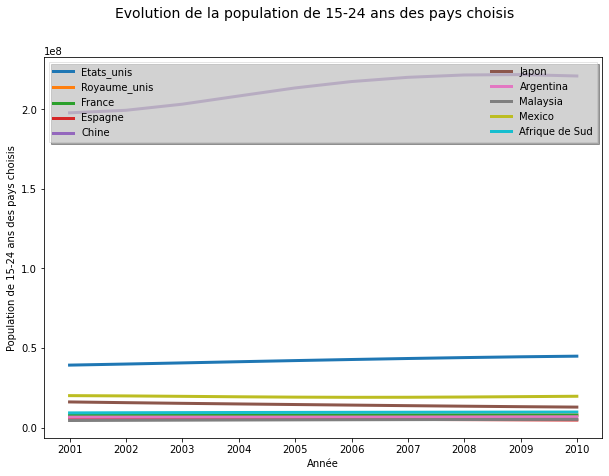 Evolution de la population de 15-24 ans des pays choisis
1e8
Etats_unis
Royaume_unis
France
Espagne
Chine
Japon
Argentina
Malaysia
Mexico
Afrique de Sud
2.0
1.5
1.0
0.5
0.0
Population de 15-24 ans des pays choisis
2001 2002 2003 2004 2005 2006 2007 2008 2009 2010
Année